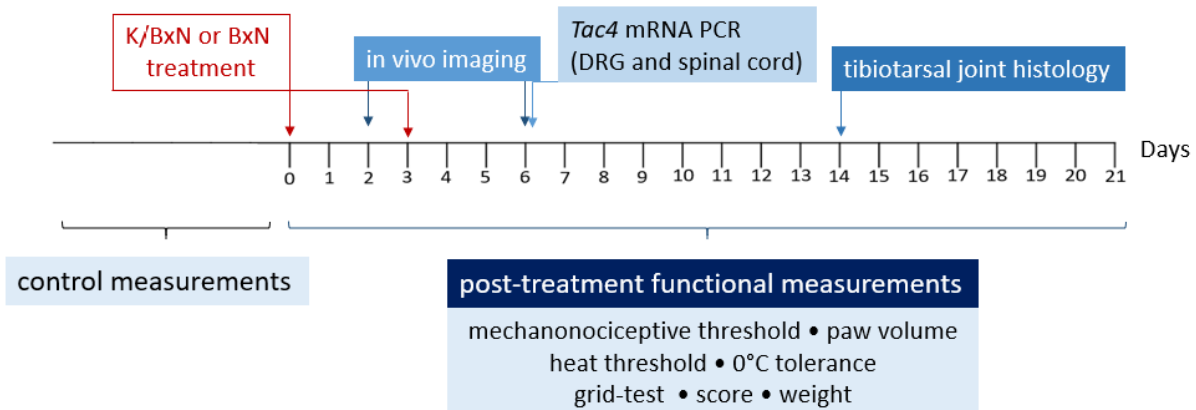 K/BxN or BxN
treatment
in vivo imaging
Tac4 mRNA PCR
(DRG and spinal cord)
tibiotarsal joint histology
Days
0 1 2 3 4 5 6 7 8 9 10 11 12 13 14 15 16 17 18 19 20 21
control measurements
post-treatment functional measurements
mechanonociceptive threshold • paw volume
heat threshold • 0°C tolerance
grid-test • score • weight